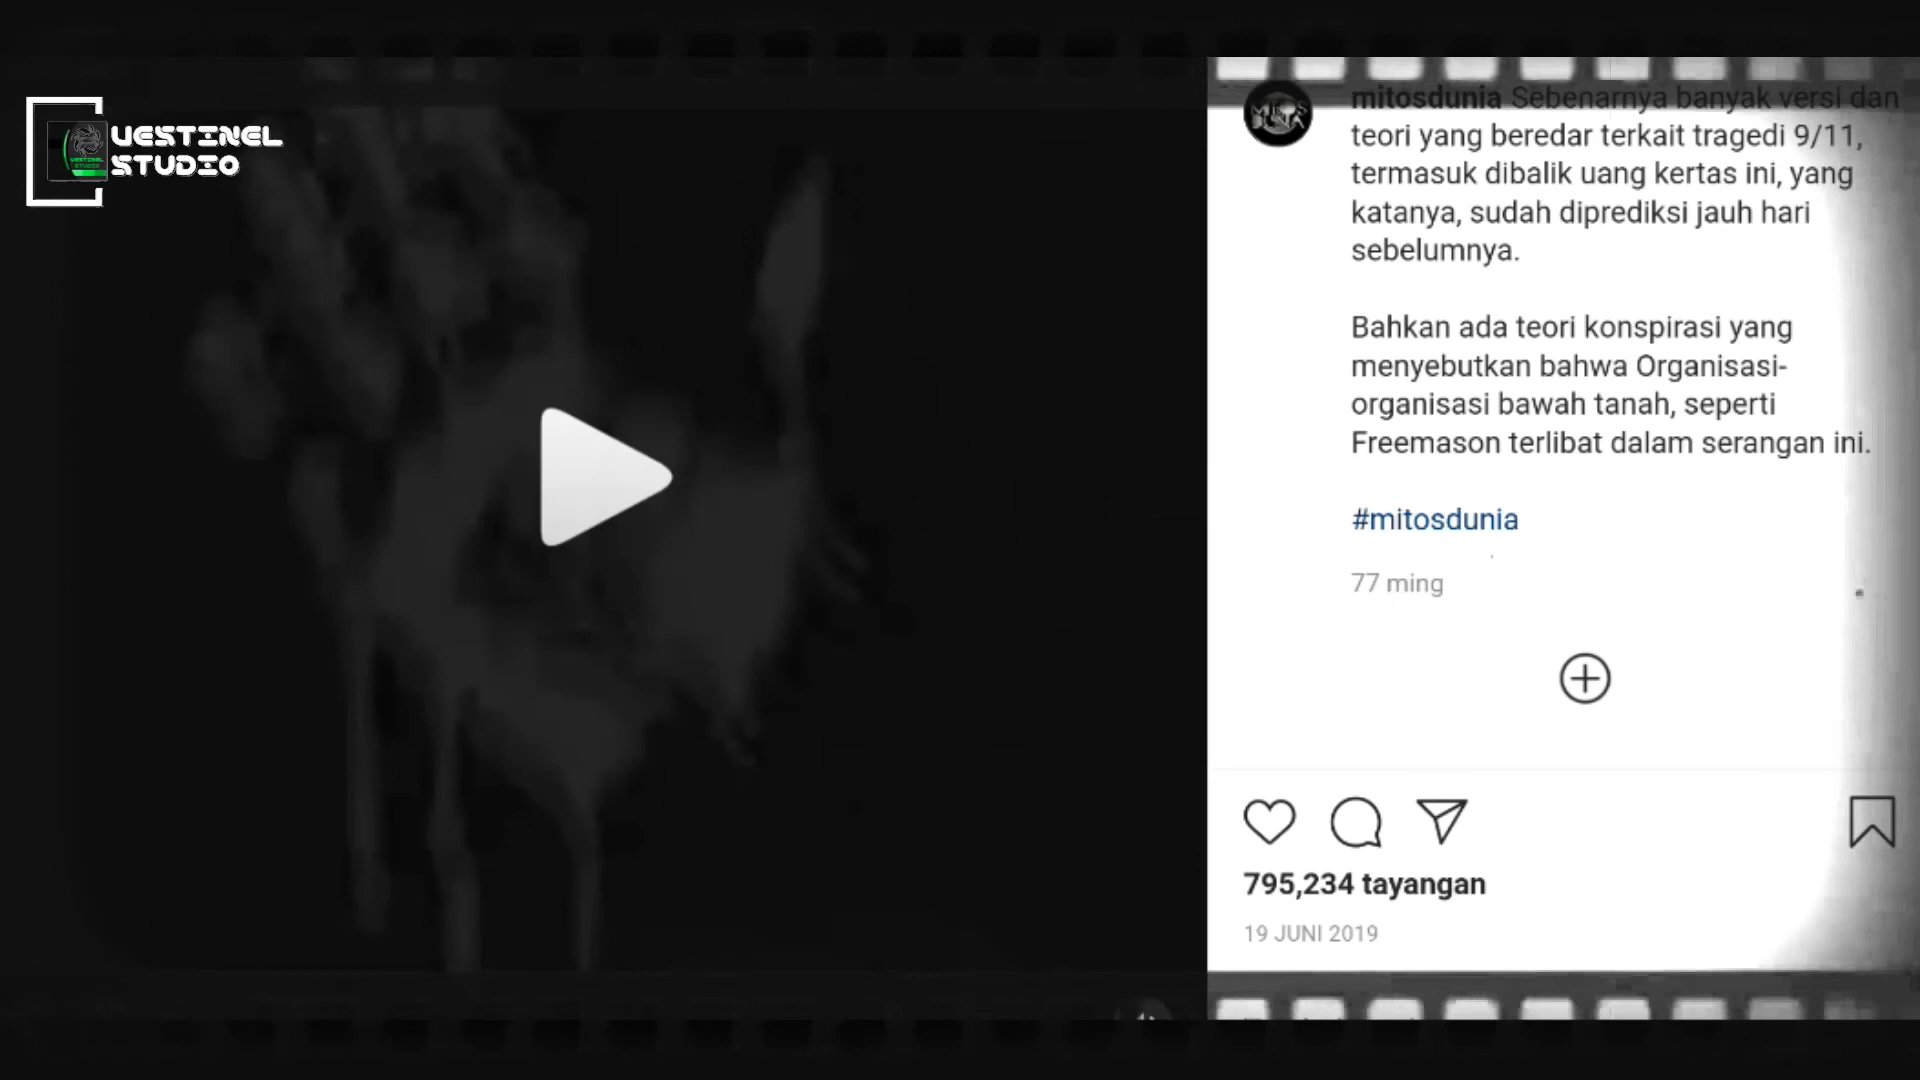 VESTINEL
STUDIO
mitosdunia Sebenarnya banyak versi dan
teori yang beredar terkait tragedi 9/11,
termasuk dibalik uang kertas ini, yang
katanya, sudah diprediksi jauh hari
sebelumnya.
Bahkan ada teori konspirasi yang
menyebutkan bahwa Organisasi-
organisasi bawah tanah, seperti
Freemason terlibat dalam serangan ini.
#mitosdunia
77 ming
795,234 tayangan
19 JUNI 2019